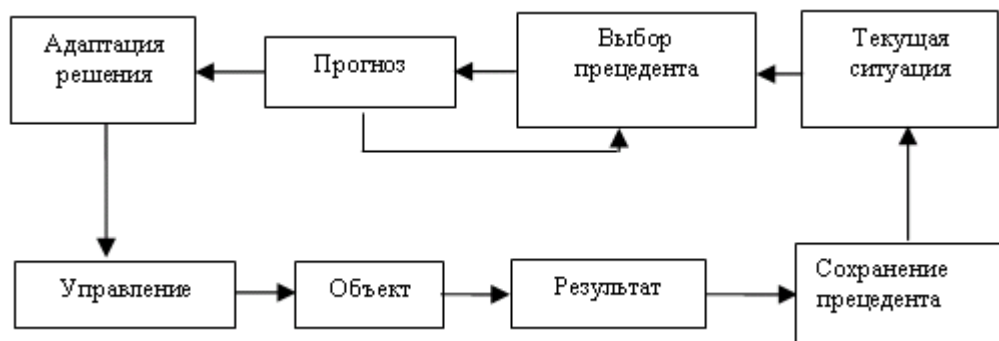 Адаптация
решения
Прогноз
Выбор
прецедента
Текущая
ситуация
Управление
Объект
Результат
Сохранение
прецедента